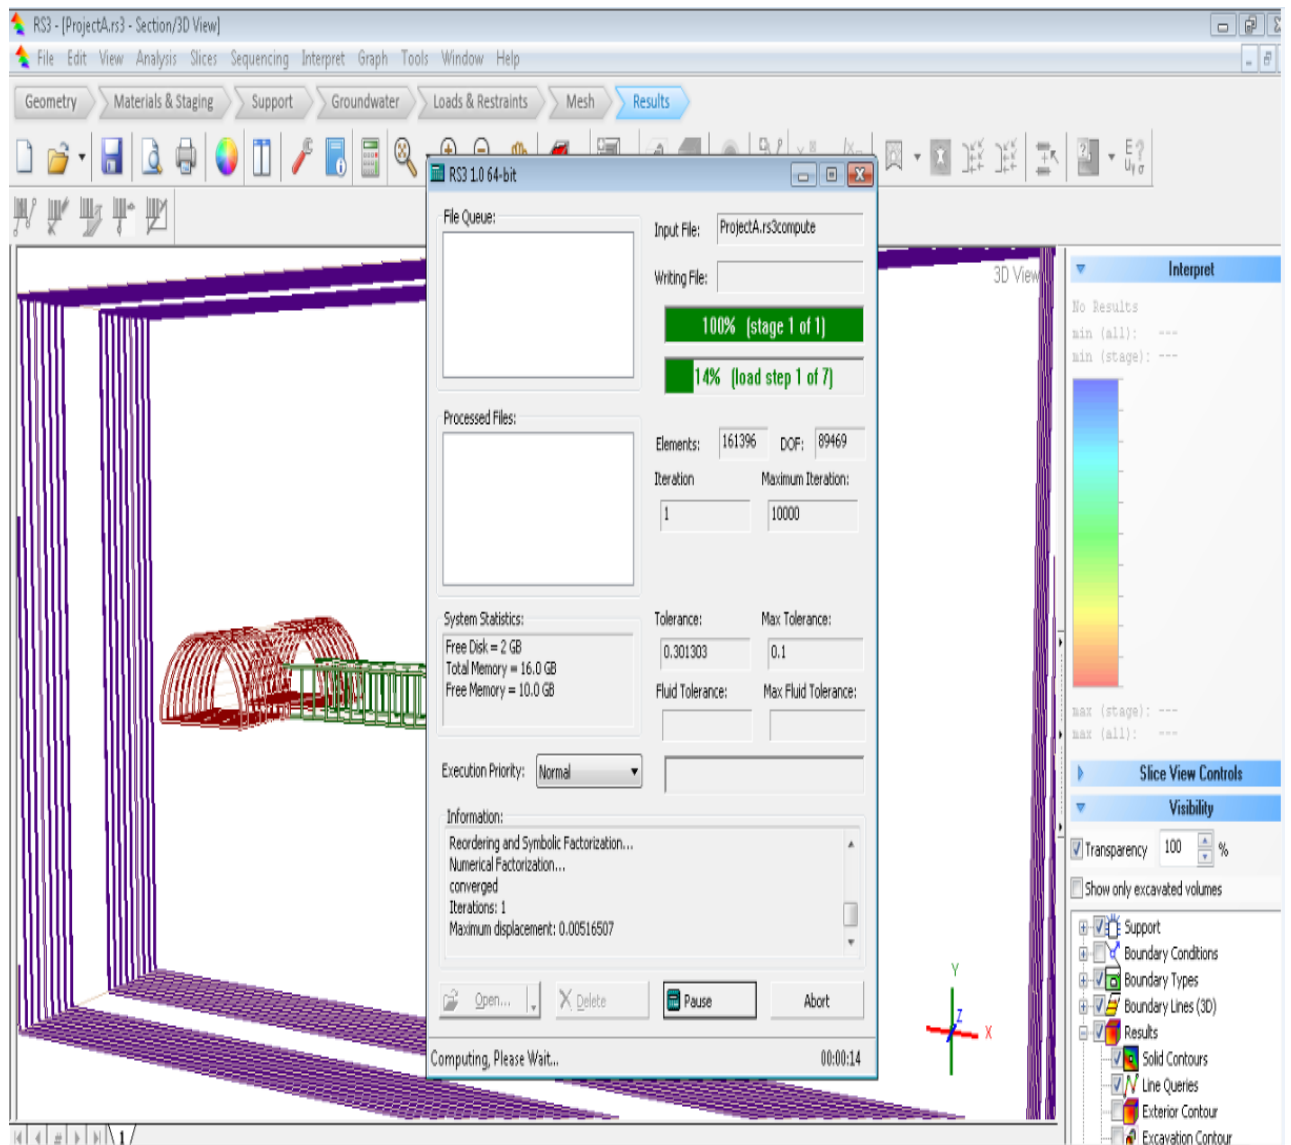 RS3 - [ProjectA.rs3 - Section/3D View]
File Edit View Analysis Slices Sequencing Interpret Graph Tools Window Help
Geometry Materials & Staging Support Groundwater Loads & Restraints Mesh Results
RS3 1.0 64-bit
File Queue:
Input File: ProjectA.rs3compute
Writing File:
100% (stage 1 of 1)
14% (load step 1 of 7)
Processed Files:
Elements: 161396 DOF: 89469
Iteration Maximum Iteration:
1 10000
System Statistics:
Free Disk = 2 GB
Total Memory = 16.0 GB
Free Memory = 10.0 GB
Tolerance: Max Tolerance:
0.301303 0.1
Fluid Tolerance: Max Fluid Tolerance:
Execution Priority: Normal
Information:
Reordering and Symbolic Factorization...
Numerical Factorization...
converged
Iterations: 1
Maximum displacement: 0.00516507
Open... Delete Pause Abort
Computing, Please Wait... 00:00:14
3D View
Y
Z
X
Interpret
No Results
min (all): ---
min (stage): ---
max (stage): ---
max (all): ---
Slice View Controls
Visibility
Transparency 100 %
Show only excavated volumes
Support
Boundary Conditions
Boundary Types
Boundary Lines (3D)
Results
Solid Contours
Line Queries
Exterior Contour
Excavation Contour
1